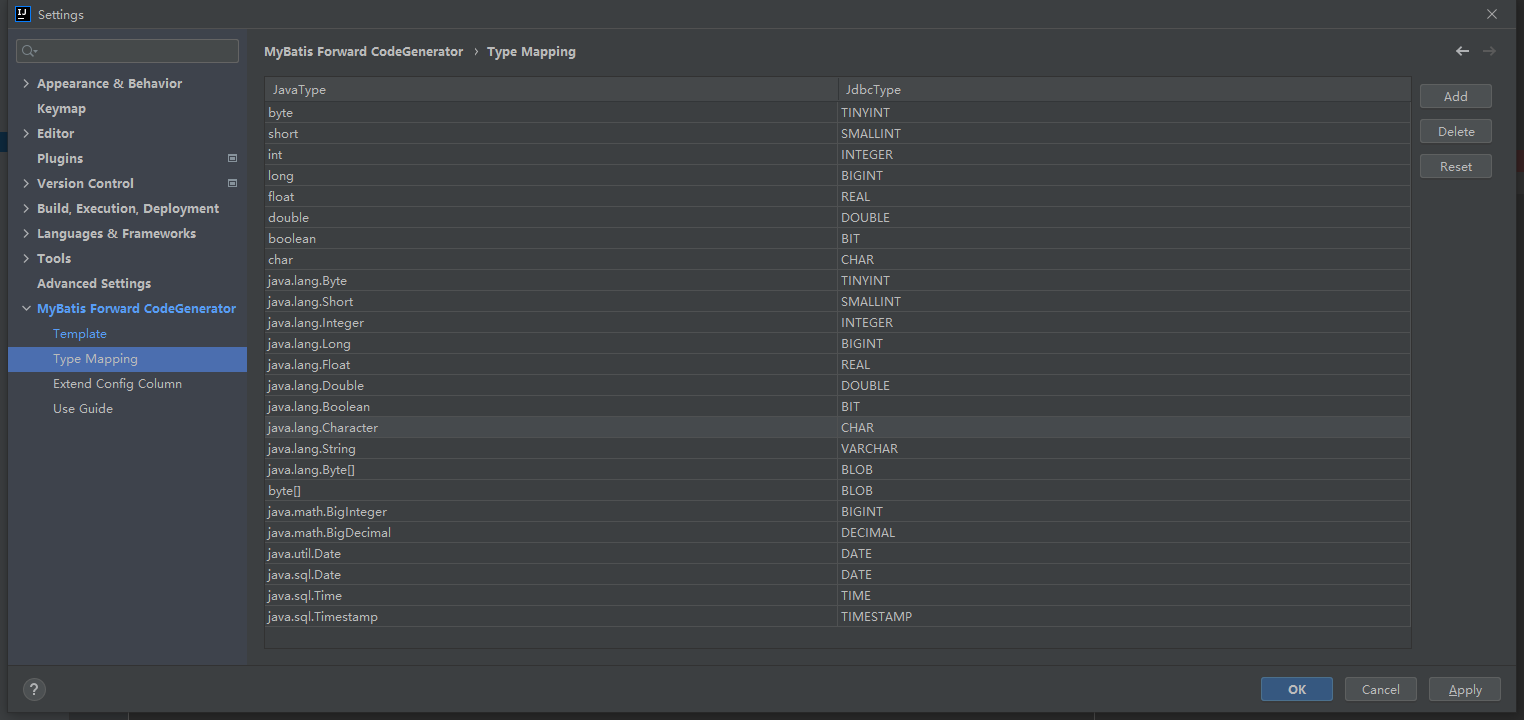 Settings
MyBatis Forward CodeGenerator › Type Mapping
Appearance & Behavior
Keymap
Editor
Plugins
Version Control
Build, Execution, Deployment
Languages & Frameworks
Tools
Advanced Settings
MyBatis Forward CodeGenerator
Template
Type Mapping
Extend Config Column
Use Guide
JavaType JdbcType
byte TINYINT
short SMALLINT
int INTEGER
long BIGINT
float REAL
double DOUBLE
boolean BIT
char CHAR
java.lang.Byte TINYINT
java.lang.Short SMALLINT
java.lang.Integer INTEGER
java.lang.Long BIGINT
java.lang.Float REAL
java.lang.Double DOUBLE
java.lang.Boolean BIT
java.lang.Character CHAR
java.lang.String VARCHAR
java.lang.Byte[] BLOB
byte[] BLOB
java.math.BigInteger BIGINT
java.math.BigDecimal DECIMAL
java.util.Date DATE
java.sql.Date DATE
java.sql.Time TIME
java.sql.Timestamp TIMESTAMP
Add
Delete
Reset
?
OK Cancel Apply